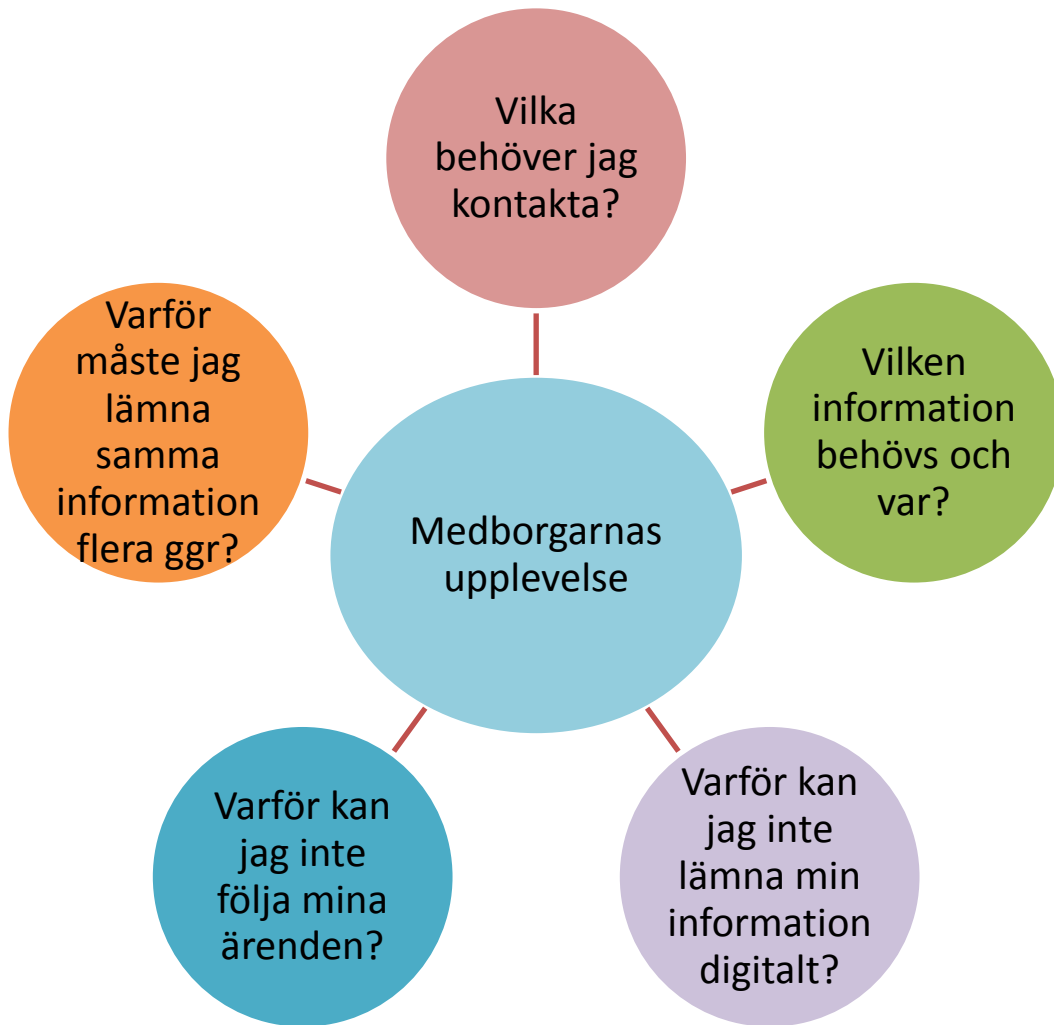 Vilka
behöver jag
kontakta?
Varför
måste jag
lämna
samma
information
flera ggr?
Vilken
information
behövs och
var?
Medborgarnas
upplevelse
Varför kan
jag inte
följa mina
ärenden?
Varför kan
jag inte
lämna min
information
digitalt?